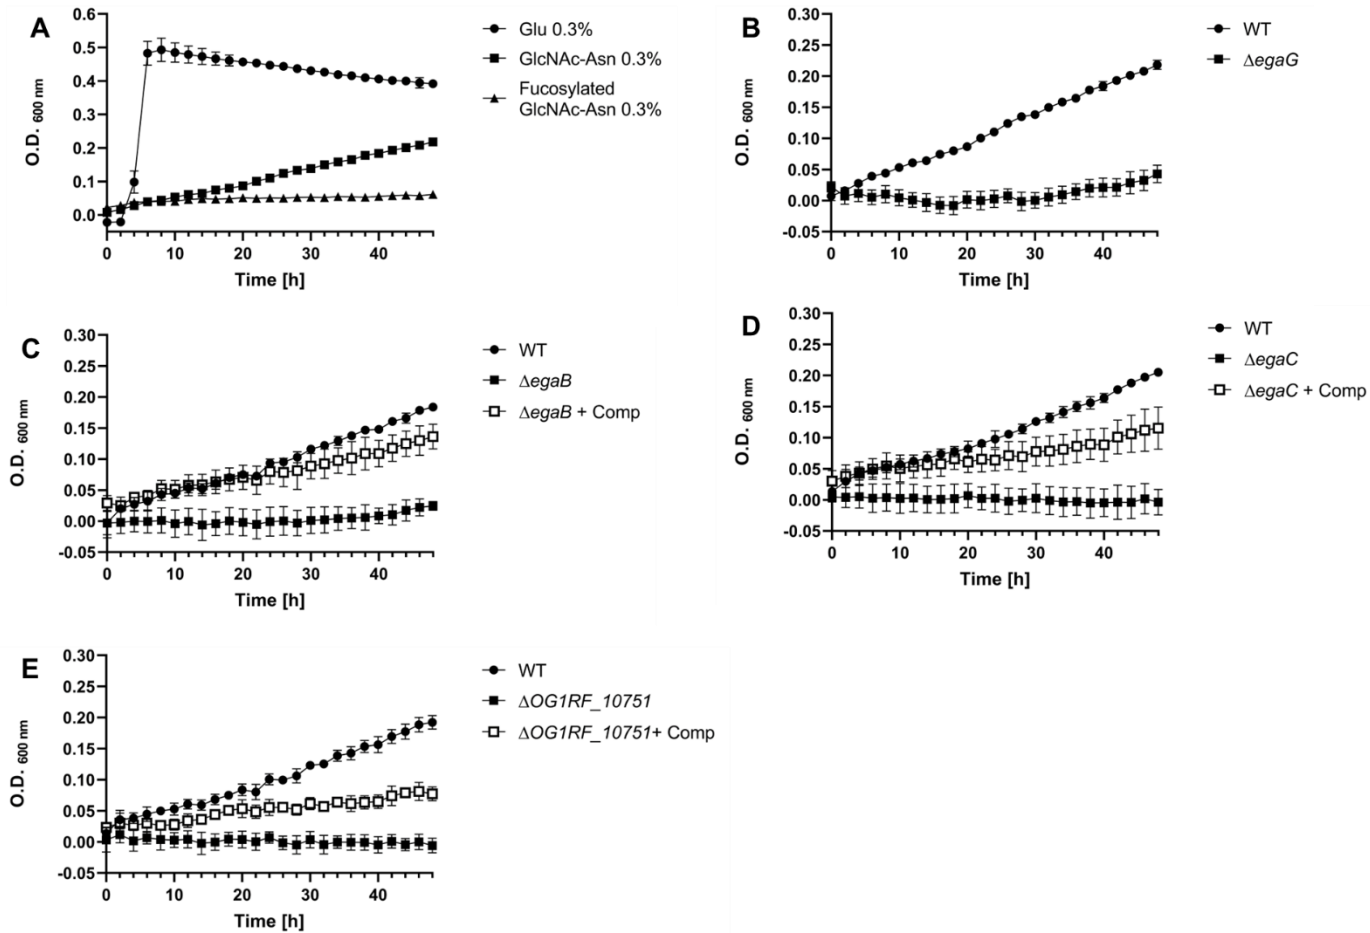 A
0.6
0.5
0.4
0.3
0.2
0.1
0.0
O.D. 600 nm
0 10 20 30 40
Time [h]
Glu 0.3%
GlcNAc-Asn 0.3%
Fucosylated
GlcNAc-Asn 0.3%
B
0.30
0.25
0.20
0.15
0.10
0.05
0.00
-0.05
O.D. 600 nm
0 20 40
Time [h]
WT
ΔegaG
C
0.30
0.25
0.20
0.15
0.10
0.05
0.00
-0.05
O.D. 600 nm
0 10 20 30 40
Time [h]
WT
ΔegaB
ΔegaB + Comp
D
0.30
0.25
0.20
0.15
0.10
0.05
0.00
-0.05
O.D. 600 nm
0 10 20 30 40
Time [h]
WT
ΔegaC
ΔegaC + Comp
E
0.30
0.25
0.20
0.15
0.10
0.05
0.00
-0.05
O.D. 600 nm
0 10 20 30 40
Time [h]
WT
ΔOG1RF_10751
ΔOG1RF_10751+ Comp